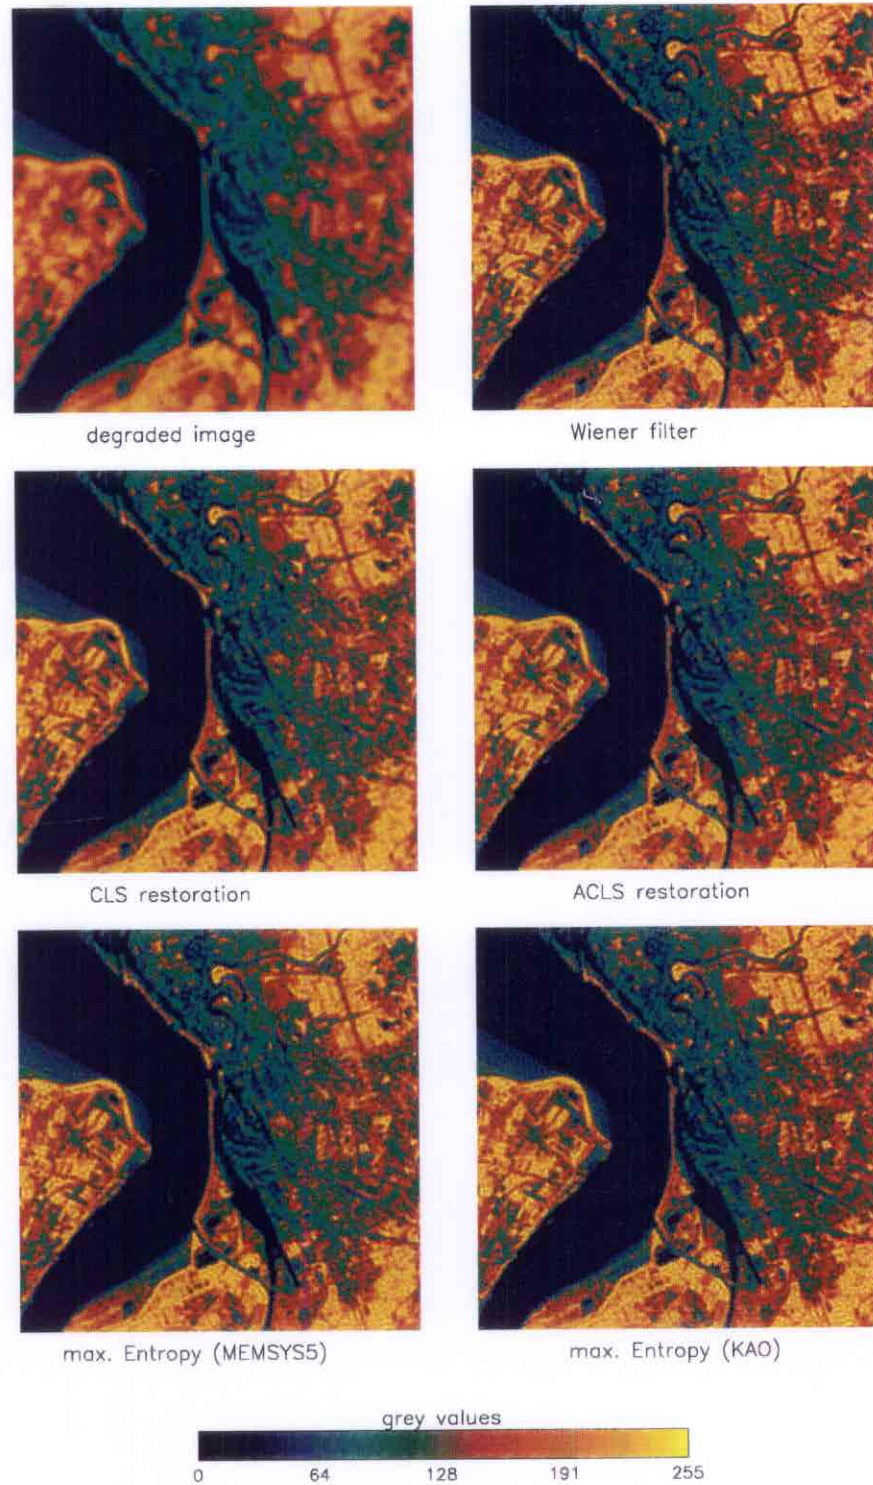 degraded image
Wiener filter
CLS restoration
ACLS restoration
max. Entropy (MEMSYS5)
max. Entropy (KAO)
grey values
0 64 128 191 255